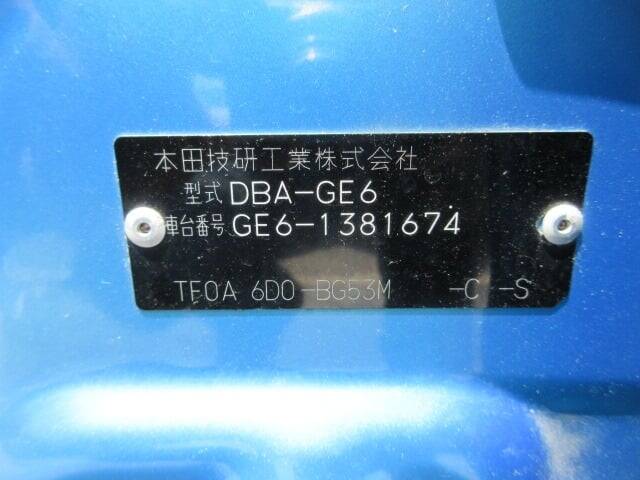 本田技研工業株式会社
型式 DBA-GE6
車台番号 GE6-1381674
TF0A 6D0-BG53M -C -S